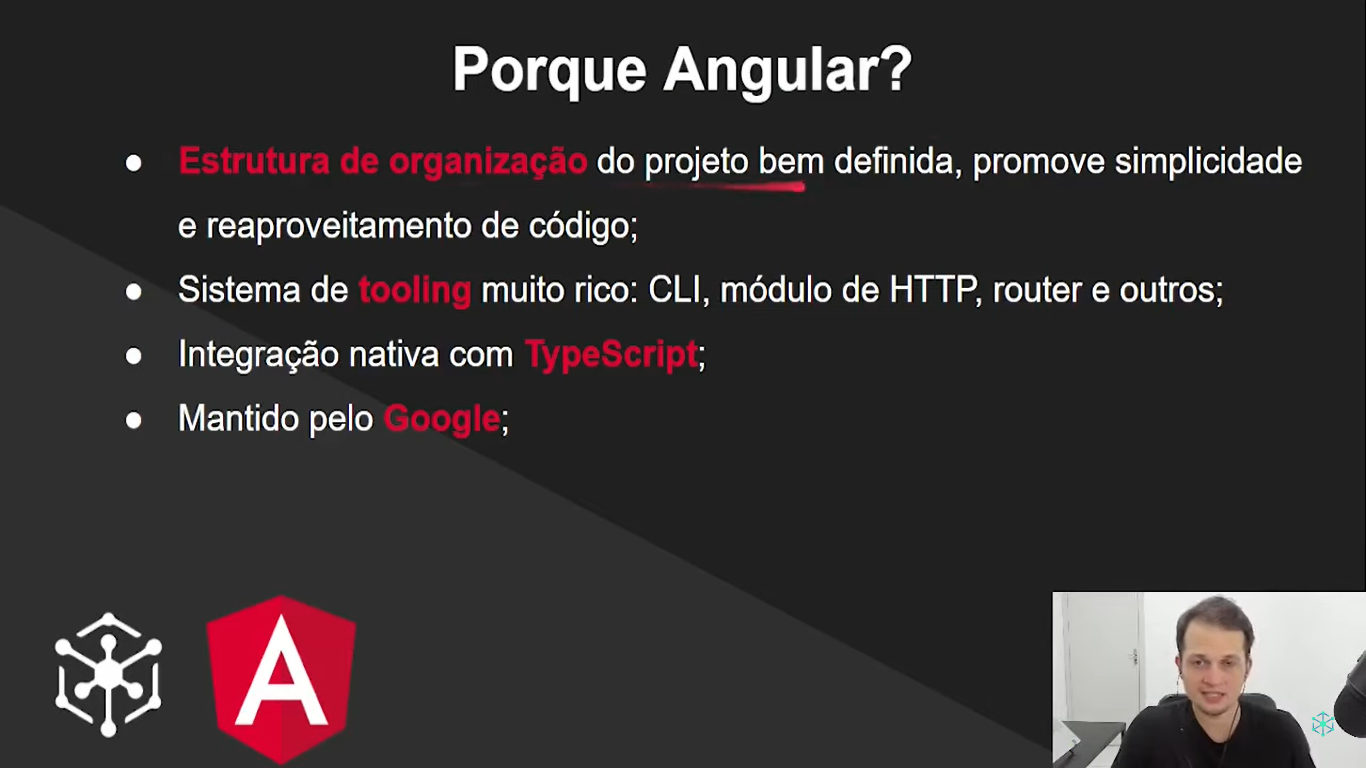 Porque Angular?
● Estrutura de organização do projeto bem definida, promove simplicidade
e reaproveitamento de código;
● Sistema de tooling muito rico: CLI, módulo de HTTP, router e outros;
● Integração nativa com TypeScript;
● Mantido pelo Google;
A